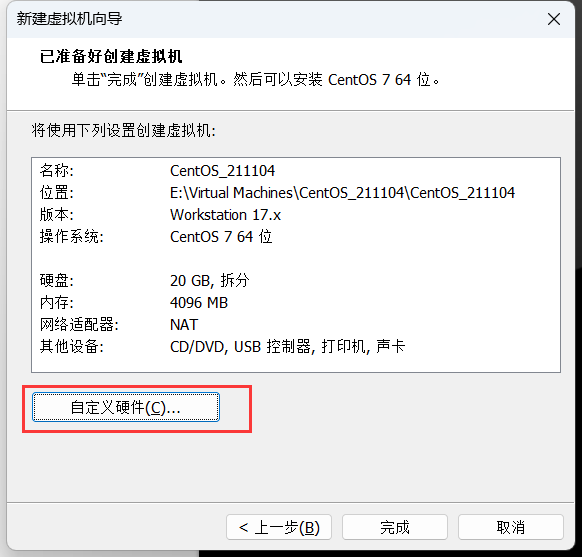 新建虚拟机向导
已准备好创建虚拟机
单击“完成”创建虚拟机。然后可以安装 CentOS 7 64 位。
将使用下列设置创建虚拟机:
名称: CentOS_211104
位置: E:\Virtual Machines\CentOS_211104\CentOS_211104
版本: Workstation 17.x
操作系统: CentOS 7 64 位
硬盘: 20 GB, 拆分
内存: 4096 MB
网络适配器: NAT
其他设备: CD/DVD, USB 控制器, 打印机, 声卡
自定义硬件(C)...
< 上一步(B) 完成 取消